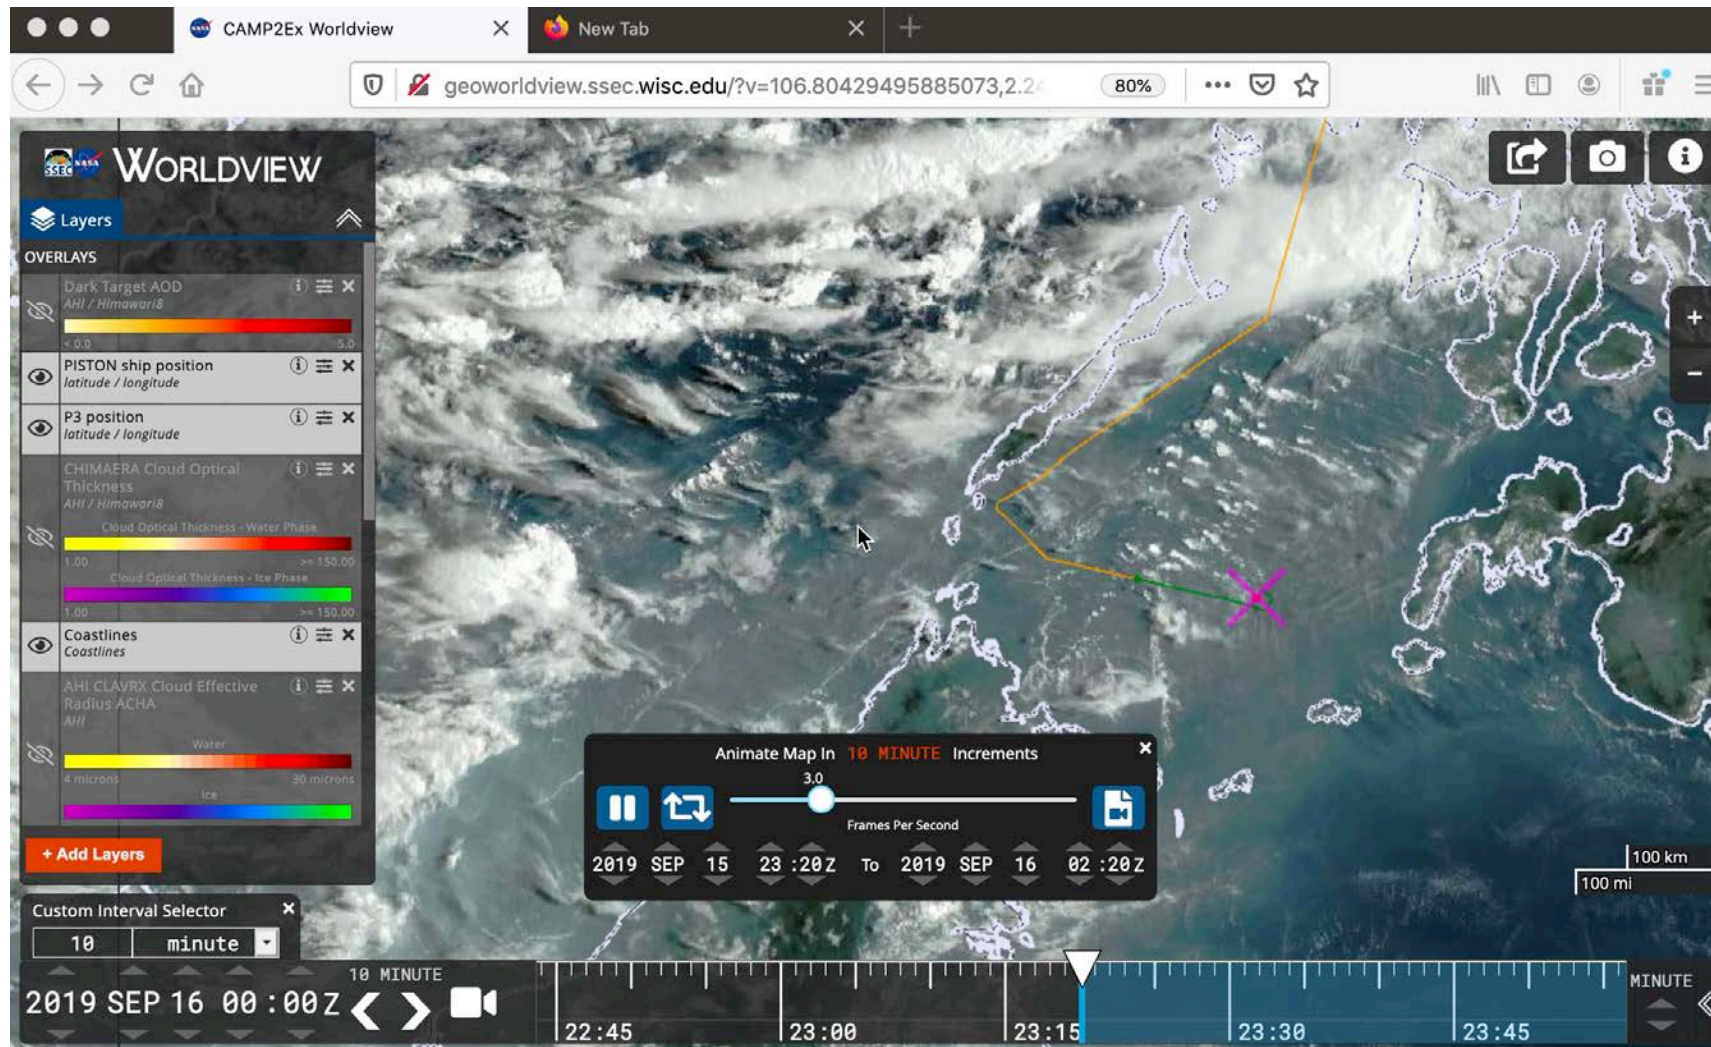 CAMP2Ex Worldview
New Tab
geoworldview.ssec.wisc.edu/?v=106.80429495885073,2.24
80%
SSEC
NASA
WORLDVIEW
Layers
OVERLAYS
Dark Target AOD
AHI / Himawari8
< 0.0 5.0
PISTON ship position
latitude / longitude
P3 position
latitude / longitude
CHIMAERA Cloud Optical
Thickness
AHI / Himawari8
Cloud Optical Thickness - Water Phase
1.00 >= 150.00
Cloud Optical Thickness - Ice Phase
1.00 >= 150.00
Coastlines
Coastlines
AHI CLAVRX Cloud Effective
Radius ACHA
AHI
Water
4 microns 30 microns
Ice
+ Add Layers
Animate Map In 10 MINUTE Increments
3.0
Frames Per Second
2019 SEP 15 23 :20 Z To 2019 SEP 16 02 :20 Z
100 km
100 mi
Custom Interval Selector
10 minute
10 MINUTE
2019 SEP 16 00 :00 Z
22:45 23:00 23:15 23:30 23:45
MINUTE